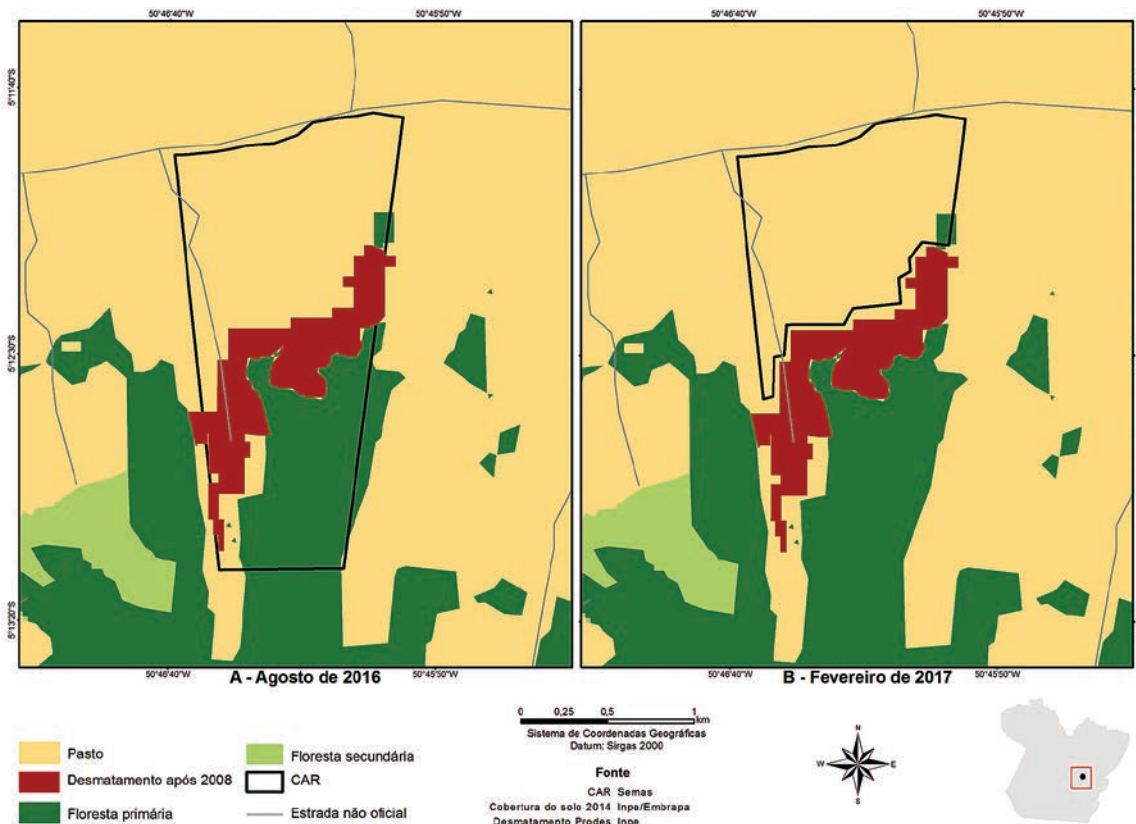 50°46'40"W 50°45'50"W 50°46'40"W 50°45'50"W
5°11'40"S
5°12'30"S
5°13'20"S
50°46'40"W 50°45'50"W 50°46'40"W 50°45'50"W
A - Agosto de 2016 B - Fevereiro de 2017
Pasto
Desmatamento após 2008
Floresta primária
Floresta secundária
CAR
Estrada não oficial
0 0,25 0,5 1
km
Sistema de Coordenadas Geográficas
Datum: Sirgas 2000
Fonte
CAR Semas
Cobertura do solo 2014 Inpe/Embrapa
Desmatamento Prodes Inpe
N
W E
S